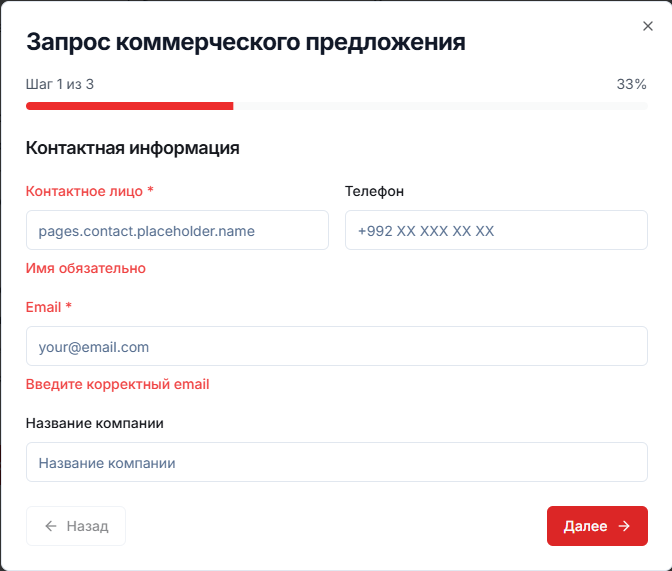 Запрос коммерческого предложения
Шаг 1 из 3 33%
Контактная информация
Контактное лицо * Телефон
pages.contact.placeholder.name +992 XX XXX XX XX
Имя обязательно
Email *
your@email.com
Введите корректный email
Название компании
Название компании
Назад Далее